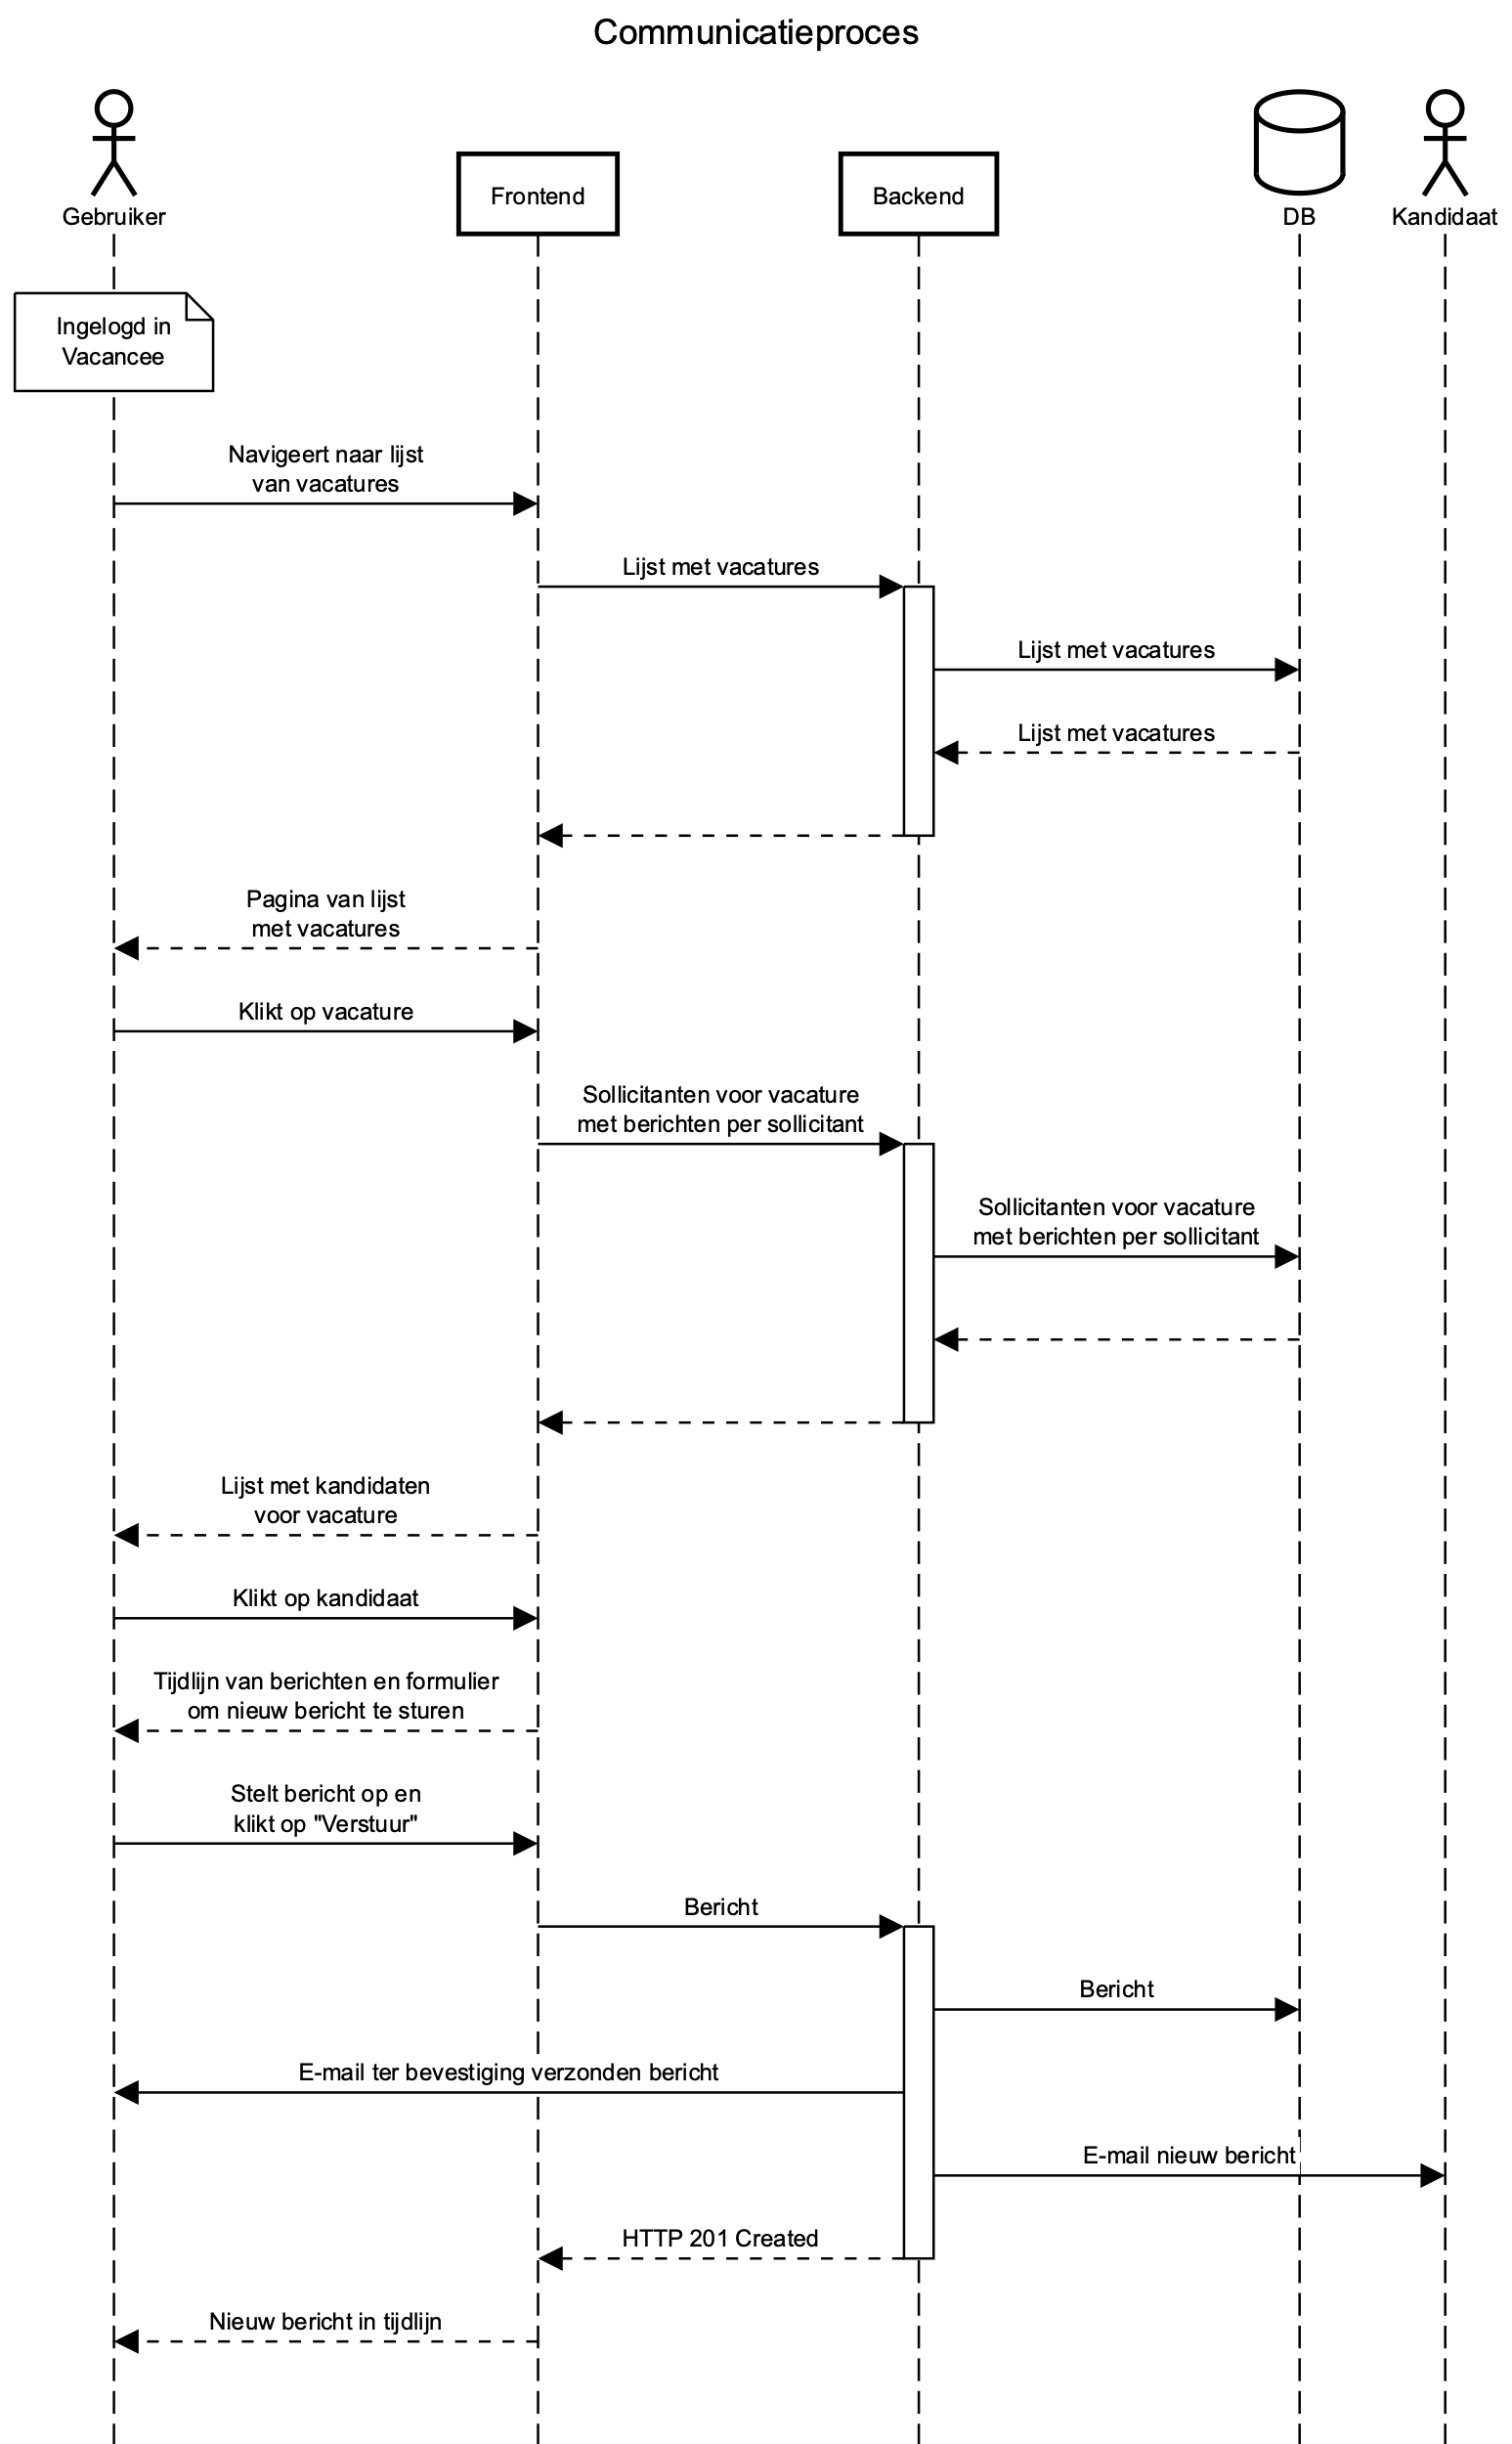 Communicatieproces
Gebruiker
Frontend
Backend
DB
Kandidaat
Ingelogd in
Vacancee
Navigeert naar lijst
van vacatures
Lijst met vacatures
Lijst met vacatures
Lijst met vacatures
Pagina van lijst
met vacatures
Klikt op vacature
Sollicitanten voor vacature
met berichten per sollicitant
Sollicitanten voor vacature
met berichten per sollicitant
Lijst met kandidaten
voor vacature
Klikt op kandidaat
Tijdlijn van berichten en formulier
om nieuw bericht te sturen
Stelt bericht op en
klikt op "Verstuur"
Bericht
Bericht
E-mail ter bevestiging verzonden bericht
E-mail nieuw bericht
HTTP 201 Created
Nieuw bericht in tijdlijn